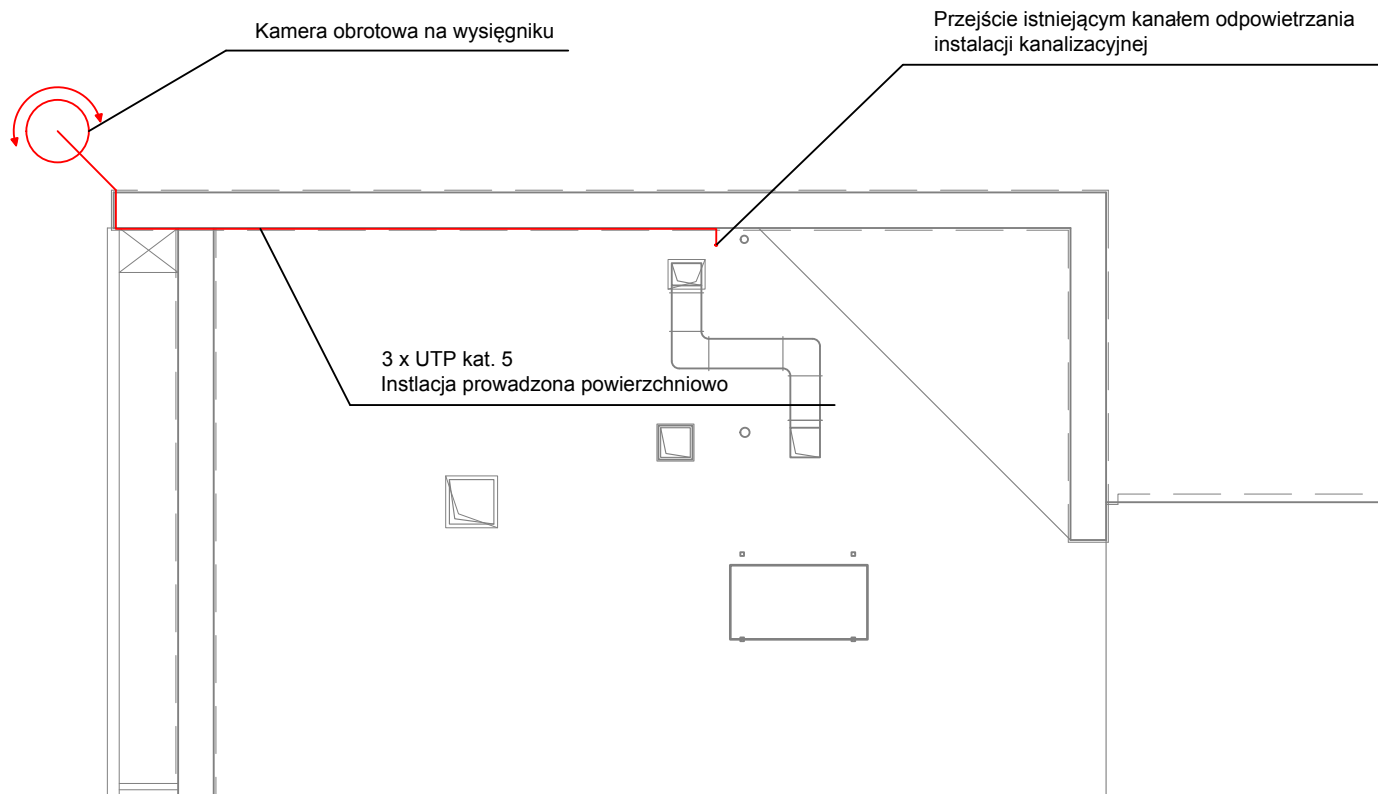 Kamera obrotowa na wysięgniku
Przejście istniejącym kanałem odpowietrzania
instalacji kanalizacyjnej
3 x UTP kat. 5
Instlacja prowadzona powierzchniowo